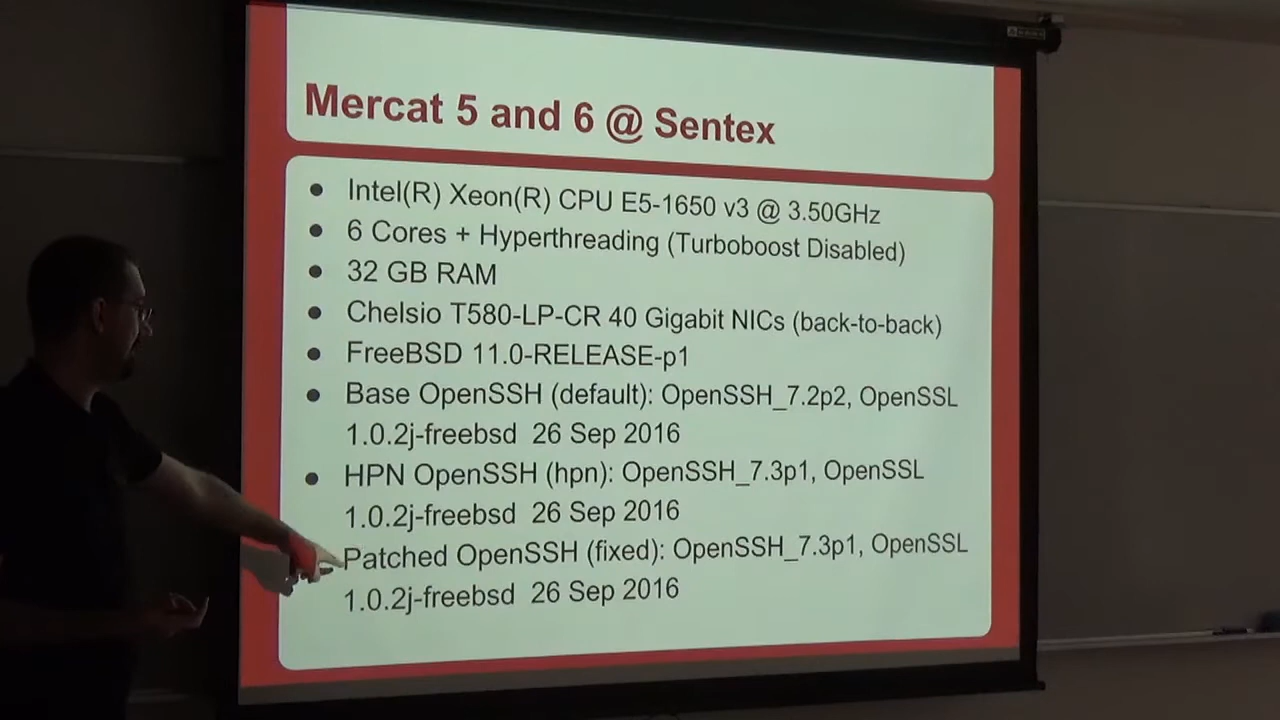 Mercat 5 and 6 @ Sentex
● Intel(R) Xeon(R) CPU E5-1650 v3 @ 3.50GHz
● 6 Cores + Hyperthreading (Turboboost Disabled)
● 32 GB RAM
● Chelsio T580-LP-CR 40 Gigabit NICs (back-to-back)
● FreeBSD 11.0-RELEASE-p1
● Base OpenSSH (default): OpenSSH_7.2p2, OpenSSL
1.0.2j-freebsd 26 Sep 2016
● HPN OpenSSH (hpn): OpenSSH_7.3p1, OpenSSL
1.0.2j-freebsd 26 Sep 2016
Patched OpenSSH (fixed): OpenSSH_7.3p1, OpenSSL
1.0.2j-freebsd 26 Sep 2016